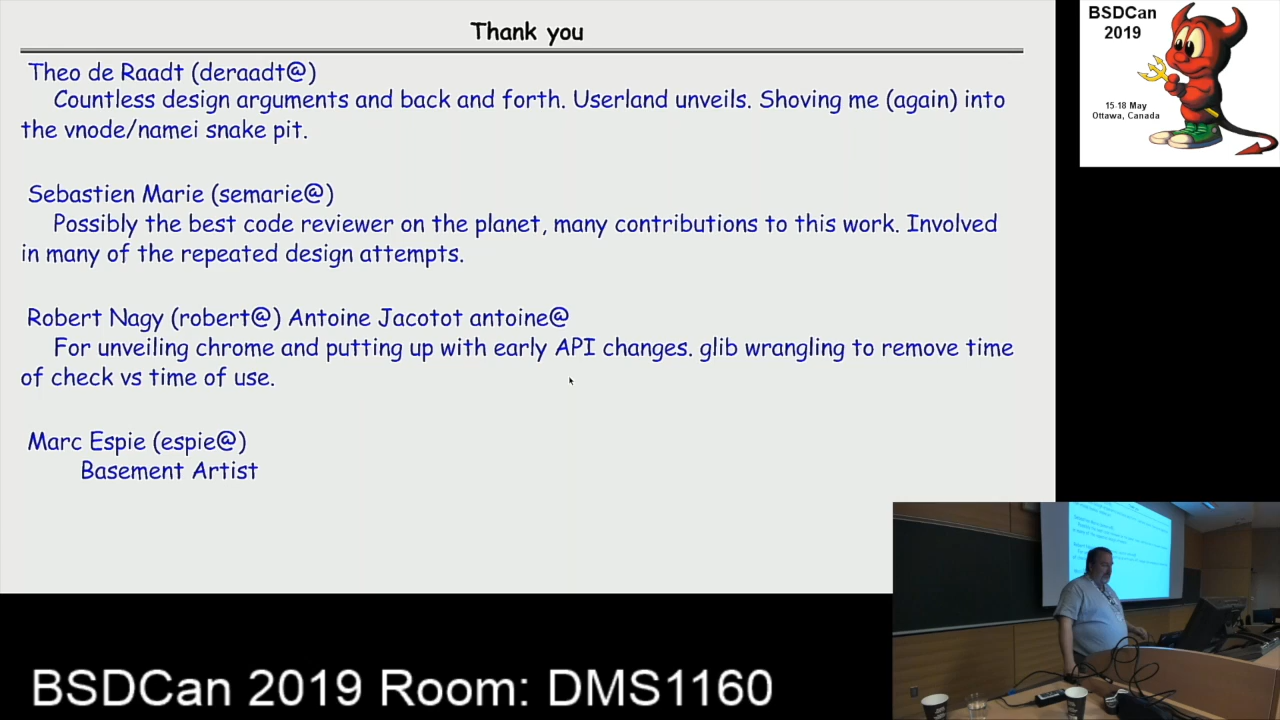 Thank you
Theo de Raadt (deraadt@)
Countless design arguments and back and forth. Userland unveils. Shoving me (again) into
the vnode/namei snake pit.
Sebastien Marie (semarie@)
Possibly the best code reviewer on the planet, many contributions to this work. Involved
in many of the repeated design attempts.
Robert Nagy (robert@) Antoine Jacotot antoine@
For unveiling chrome and putting up with early API changes. glib wrangling to remove time
of check vs time of use.
Marc Espie (espie@)
Basement Artist
BSDCan
2019
15-18 May
Ottawa, Canada
BSDCan 2019 Room: DMS1160